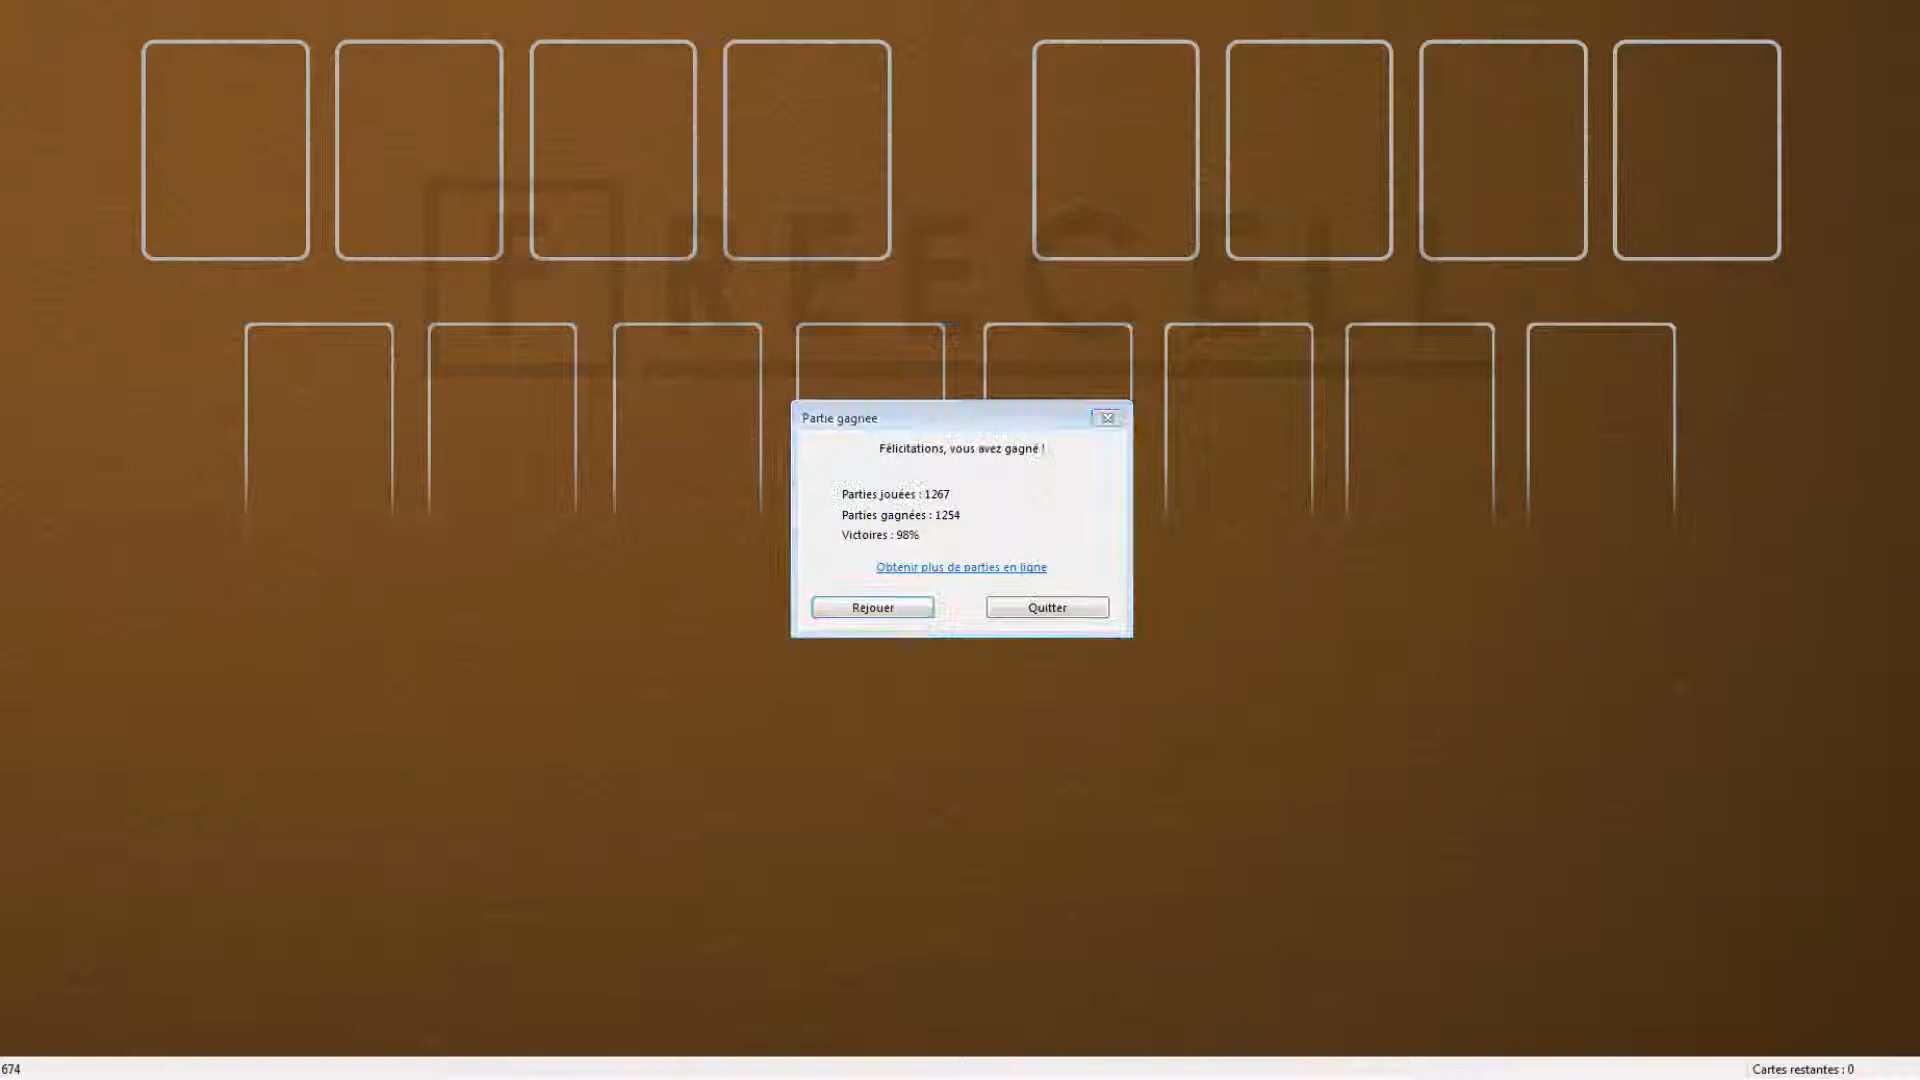 FREECELL
Partie gagnee
Félicitations, vous avez gagné !
Parties jouées : 1267
Parties gagnées : 1254
Victoires : 98%
Obtenir plus de parties en ligne
Rejouer
Quitter
674
Cartes restantes : 0